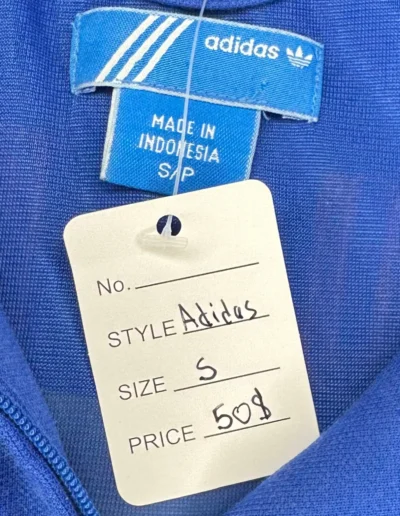 adidas
MADE IN
INDONESIA
S/P
No.
STYLE Adidas
SIZE S
PRICE 50$